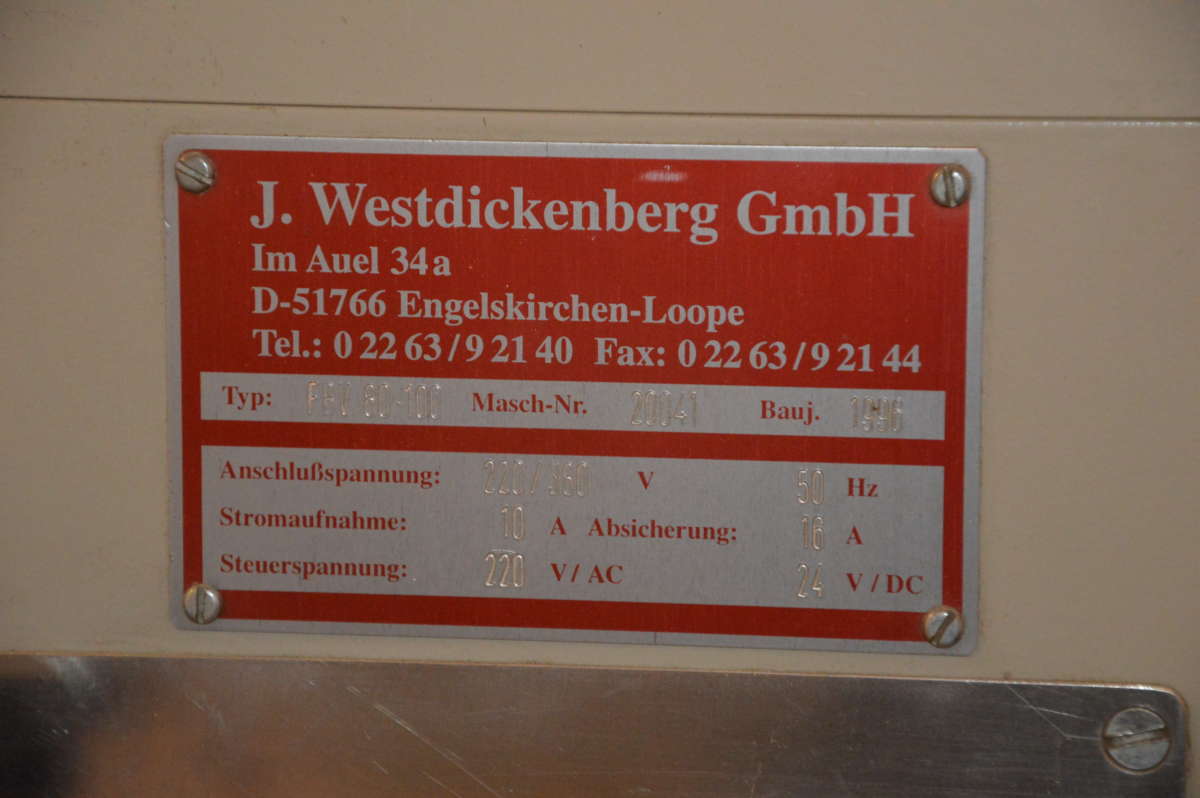 J. Westdickenberg GmbH
Im Auel 34a
D-51766 Engelskirchen-Loope
Tel.: 0 22 63/9 21 40 Fax: 0 22 63/9 21 44
Typ: 60-100 Masch-Nr. 20041 Bauj. 1996
Anschlußspannung: 220/380 V 50 Hz
Stromaufnahme: 10 A Absicherung: 16 A
Steuerspannung: 220 V/AC 24 V/DC